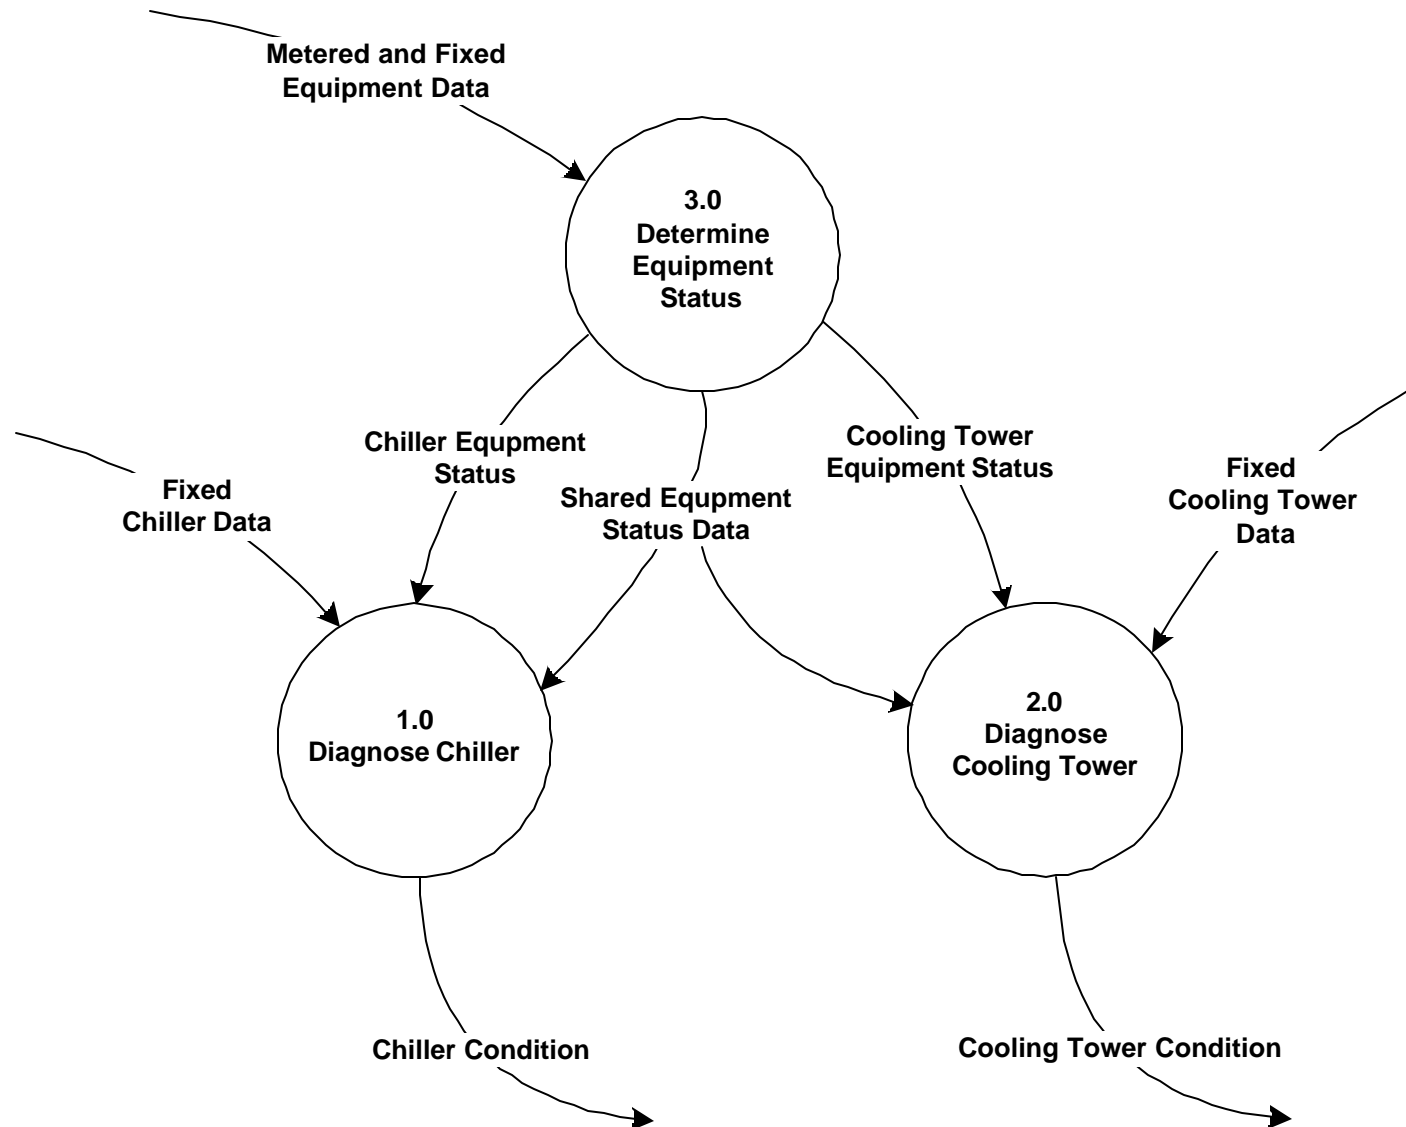 Metered and Fixed
Equipment Data
3.0
Determine
Equipment
Status
Chiller Equpment
Status
Cooling Tower
Equipment Status
Fixed
Chiller Data
Shared Equpment
Status Data
Fixed
Cooling Tower
Data
1.0
Diagnose Chiller
2.0
Diagnose
Cooling Tower
Chiller Condition
Cooling Tower Condition